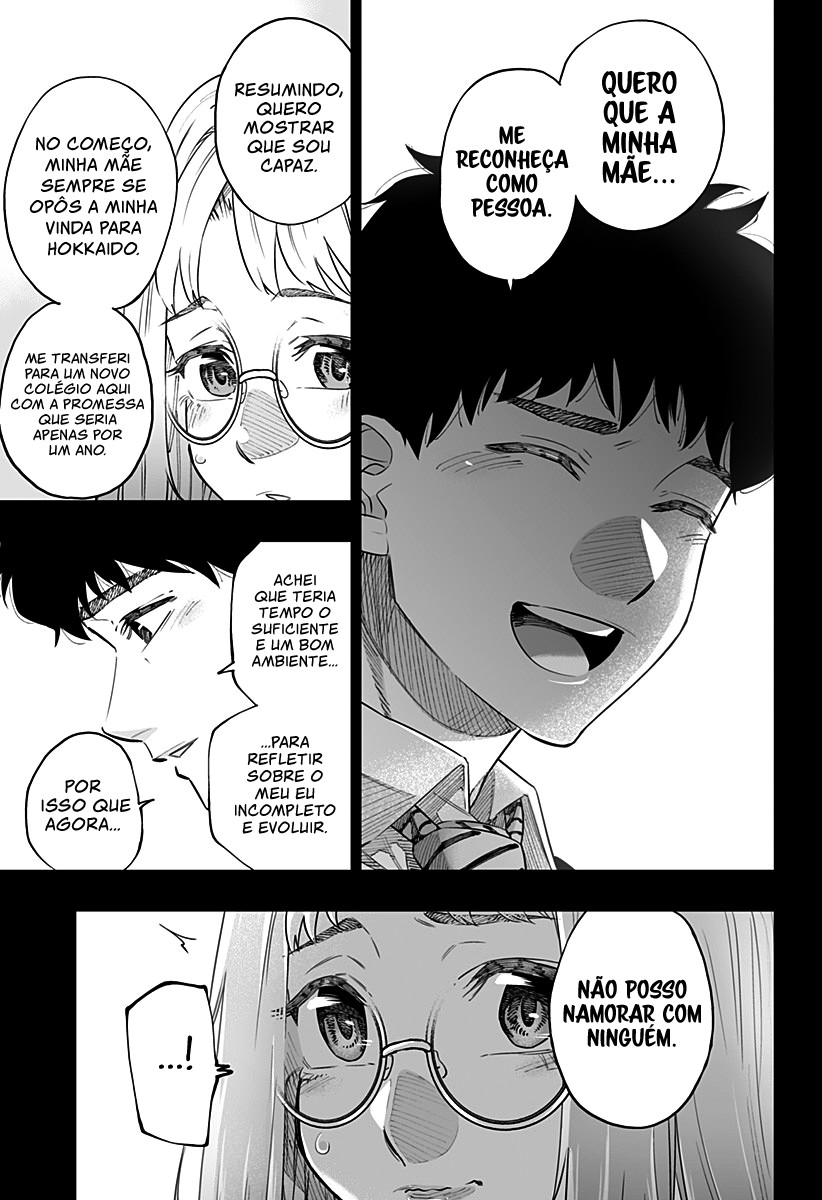 QUERO
QUE A
MINHA
MÃE...
ME
RECONHEÇA
COMO
PESSOA.
RESUMINDO,
QUERO
MOSTRAR
QUE SOU
CAPAZ.
NO COMEÇO,
MINHA MÃE
SEMPRE SE
OPÔS A MINHA
VINDA PARA
HOKKAIDO.
ME TRANSFERI
PARA UM NOVO
COLÉGIO AQUI
COM A PROMESSA
QUE SERIA
APENAS POR
UM ANO.
ACHEI
QUE TERIA
TEMPO O
SUFICIENTE
E UM BOM
AMBIENTE...
...PARA
REFLETIR
SOBRE O
MEU EU
INCOMPLETO
E EVOLUIR.
POR
ISSO QUE
AGORA...
NÃO POSSO
NAMORAR COM
NINGUÉM.
...!